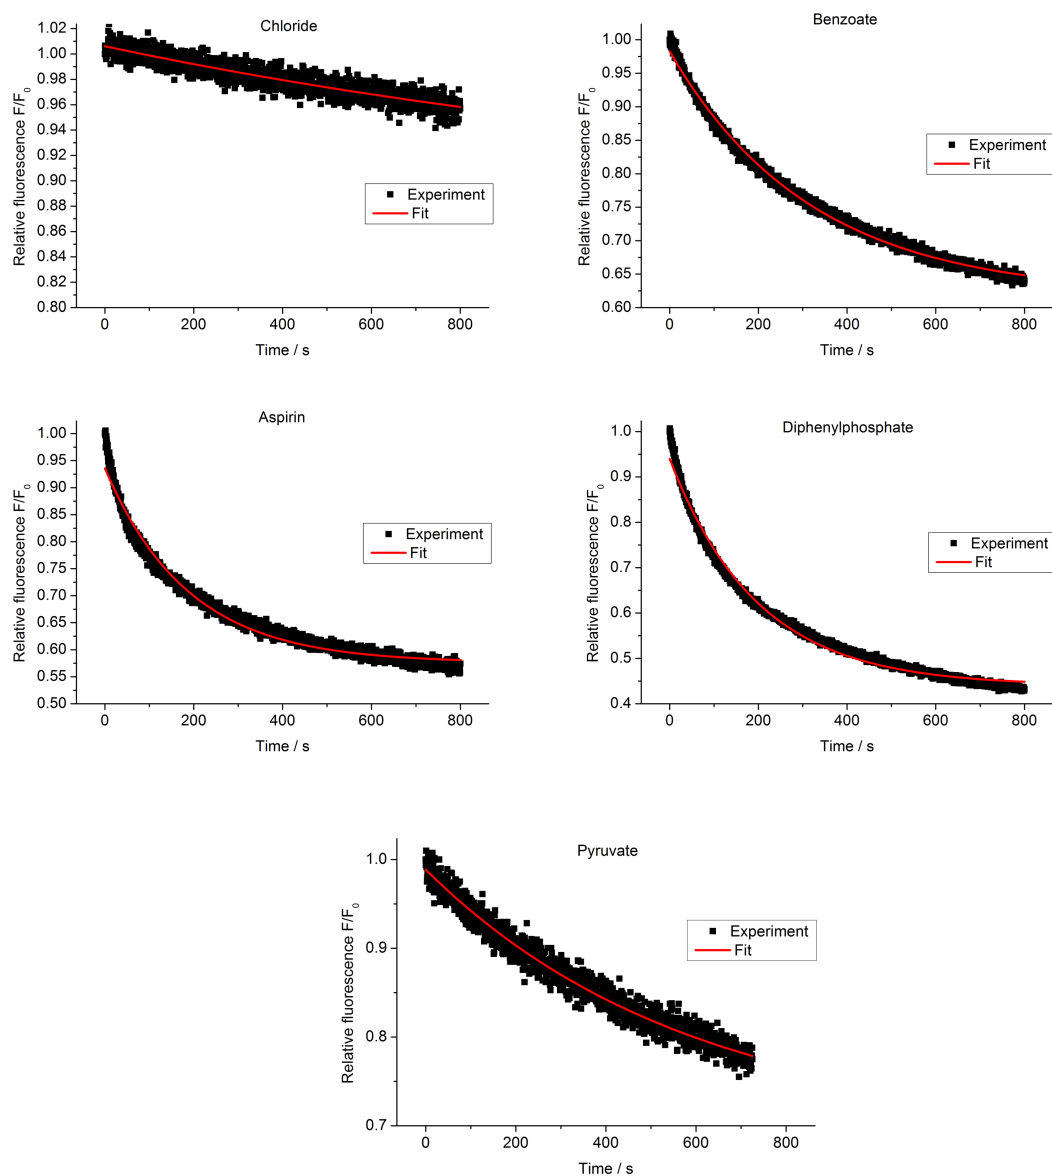 Chloride
Relative fluorescence F/F0
1.02
1.00
0.98
0.96
0.94
0.92
0.90
0.88
0.86
0.84
0.82
0.80
Experiment
Fit
0
200
400
600
800
Time / s
Benzoate
Relative fluorescence F/F0
1.00
0.95
0.90
0.85
0.80
0.75
0.70
0.65
0.60
Experiment
Fit
0
200
400
600
800
Time / s
Aspirin
Relative fluorescence F/F0
1.00
0.95
0.90
0.85
0.80
0.75
0.70
0.65
0.60
0.55
0.50
Experiment
Fit
0
200
400
600
800
Time / s
Diphenylphosphate
Relative fluorescence F/F0
1.0
0.9
0.8
0.7
0.6
0.5
0.4
Experiment
Fit
0
200
400
600
800
Time / s
Pyruvate
Relative fluorescence F/F0
1.0
0.9
0.8
0.7
Experiment
Fit
0
200
400
600
800
Time / s